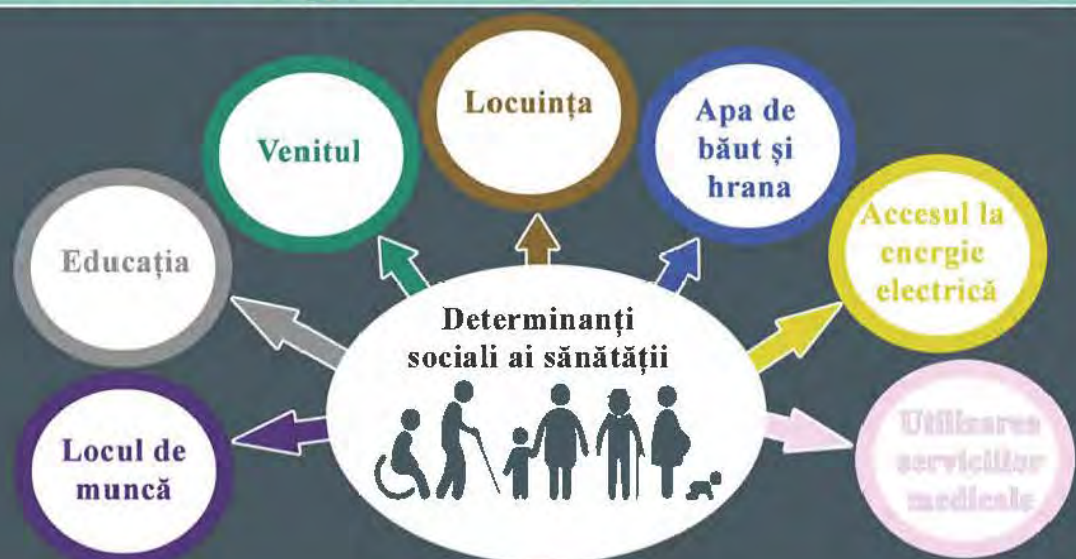 Locuința
Venitul
Apa de
băut și
hrana
Educația
Accesul la
energie
electrică
Determinanți
sociali ai sănătății
Locul de
muncă
Utilizarea
serviciilor
medicale